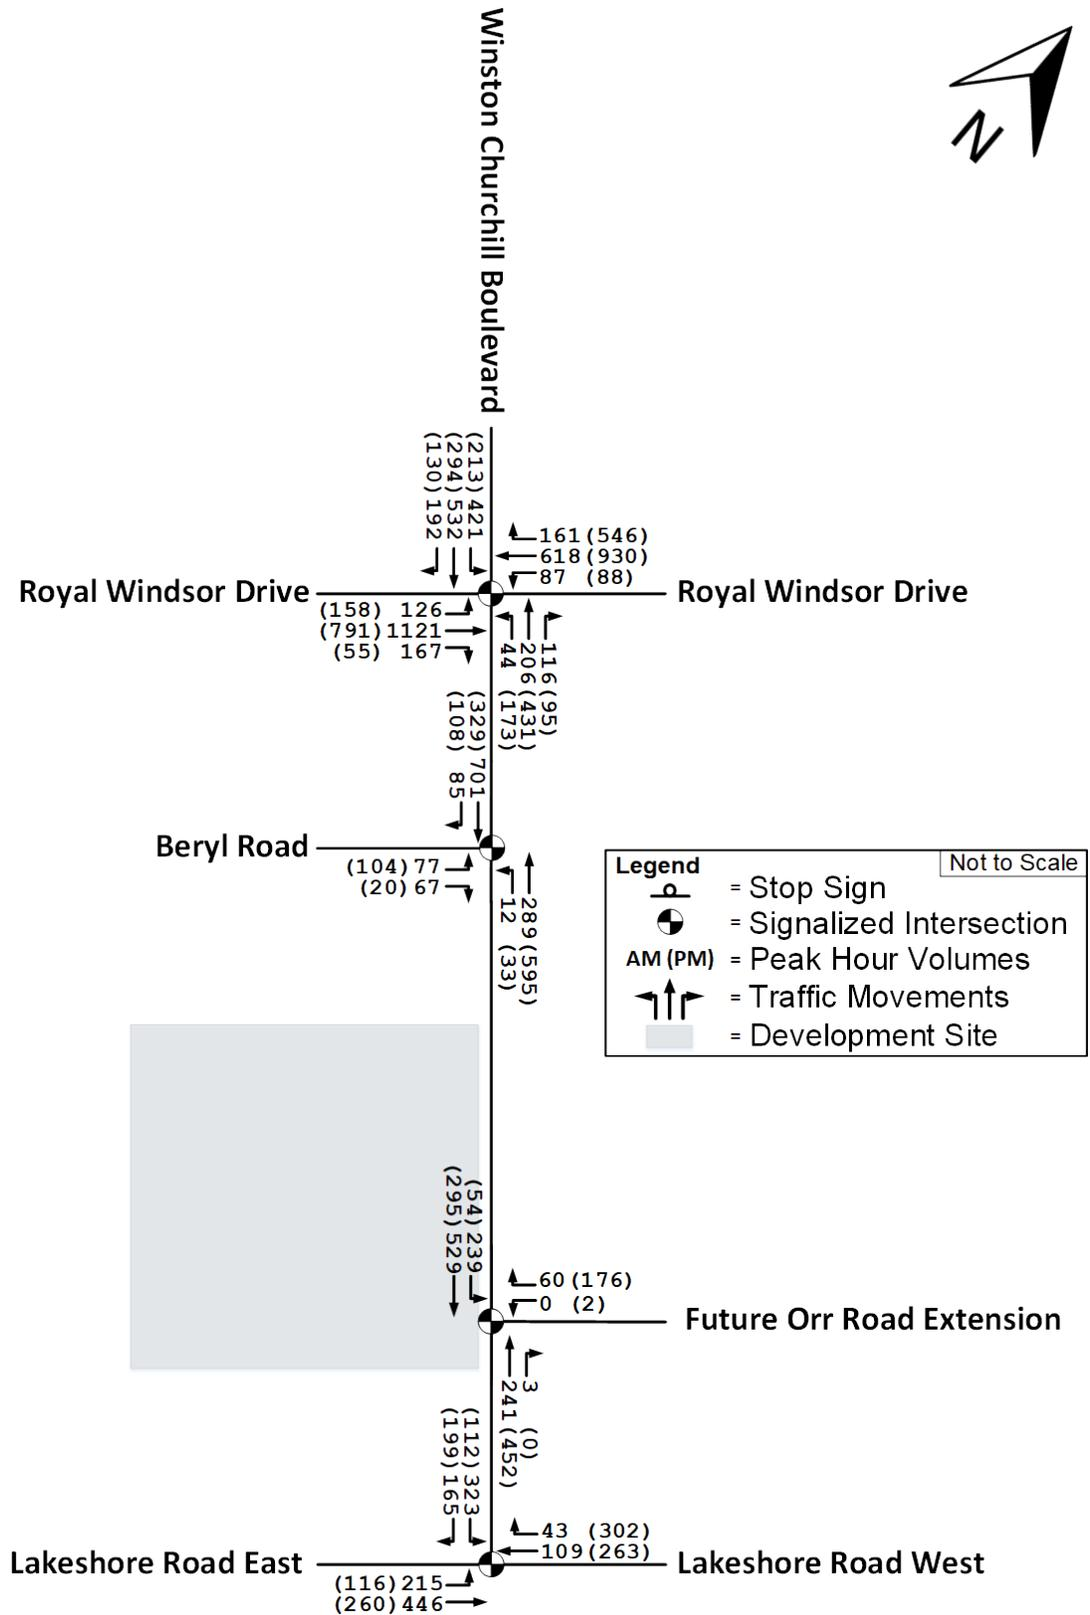 Winston Churchill Boulevard
N
(213) 421
(294) 532
(130) 192
161 (546)
618 (930)
87 (88)
Royal Windsor Drive
Royal Windsor Drive
(158) 126
(791) 1121
(55) 167
116 (95)
206 (431)
44 (173)
(329) 701
(108) 85
Beryl Road
(104) 77
(20) 67
289 (595)
12 (33)
Legend
Not to Scale
= Stop Sign
= Signalized Intersection
AM (PM) = Peak Hour Volumes
= Traffic Movements
= Development Site
(54) 239
(295) 529
60 (176)
0 (2)
Future Orr Road Extension
3 (0)
241 (452)
(112) 323
(199) 165
43 (302)
109 (263)
Lakeshore Road East
Lakeshore Road West
(116) 215
(260) 446